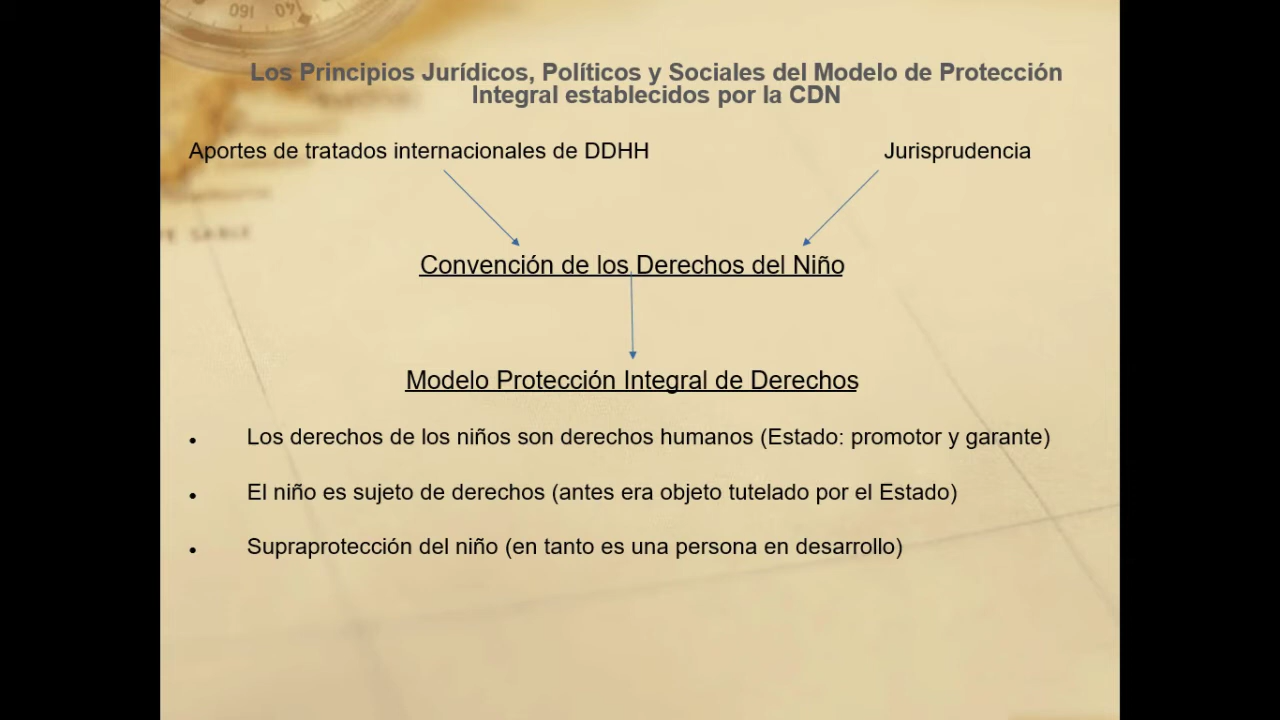 160
40
Los Principios Jurídicos, Políticos y Sociales del Modelo de Protección
Integral establecidos por la CDN
Aportes de tratados internacionales de DDHH
Jurisprudencia
Convención de los Derechos del Niño
Modelo Protección Integral de Derechos
• Los derechos de los niños son derechos humanos (Estado: promotor y garante)
• El niño es sujeto de derechos (antes era objeto tutelado por el Estado)
• Supraprotección del niño (en tanto es una persona en desarrollo)